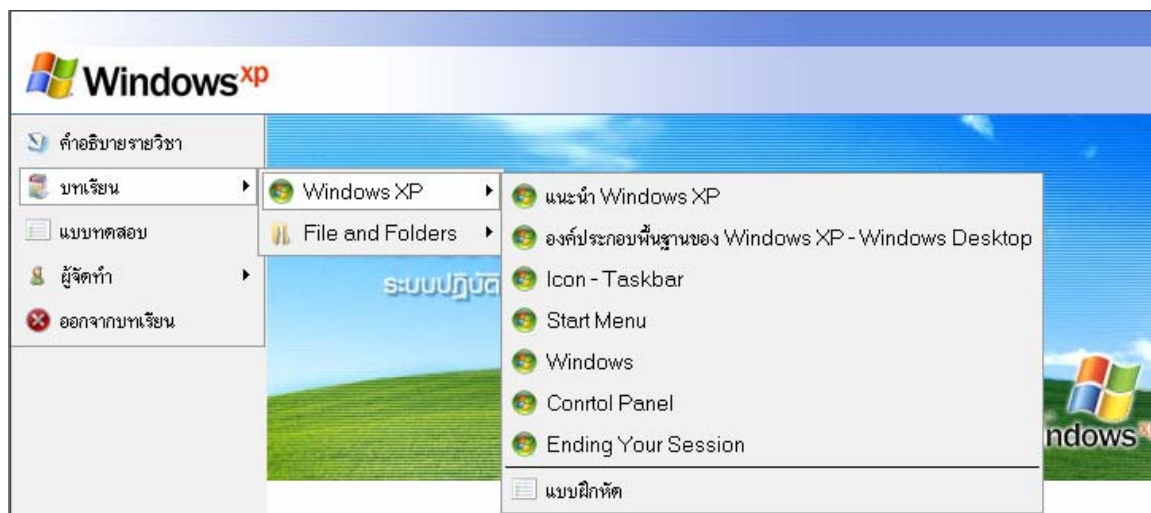 Windows xp
คำอธิบายรายวิชา
บทเรียน
แบบทดสอบ
ผู้จัดทำ
ออกจากบทเรียน
Windows XP
File and Folders
ระบบปฏิบัติ
แนะนำ Windows XP
องค์ประกอบพื้นฐานของ Windows XP - Windows Desktop
Icon - Taskbar
Start Menu
Windows
Conrtol Panel
Ending Your Session
แบบฝึกหัด
ndows